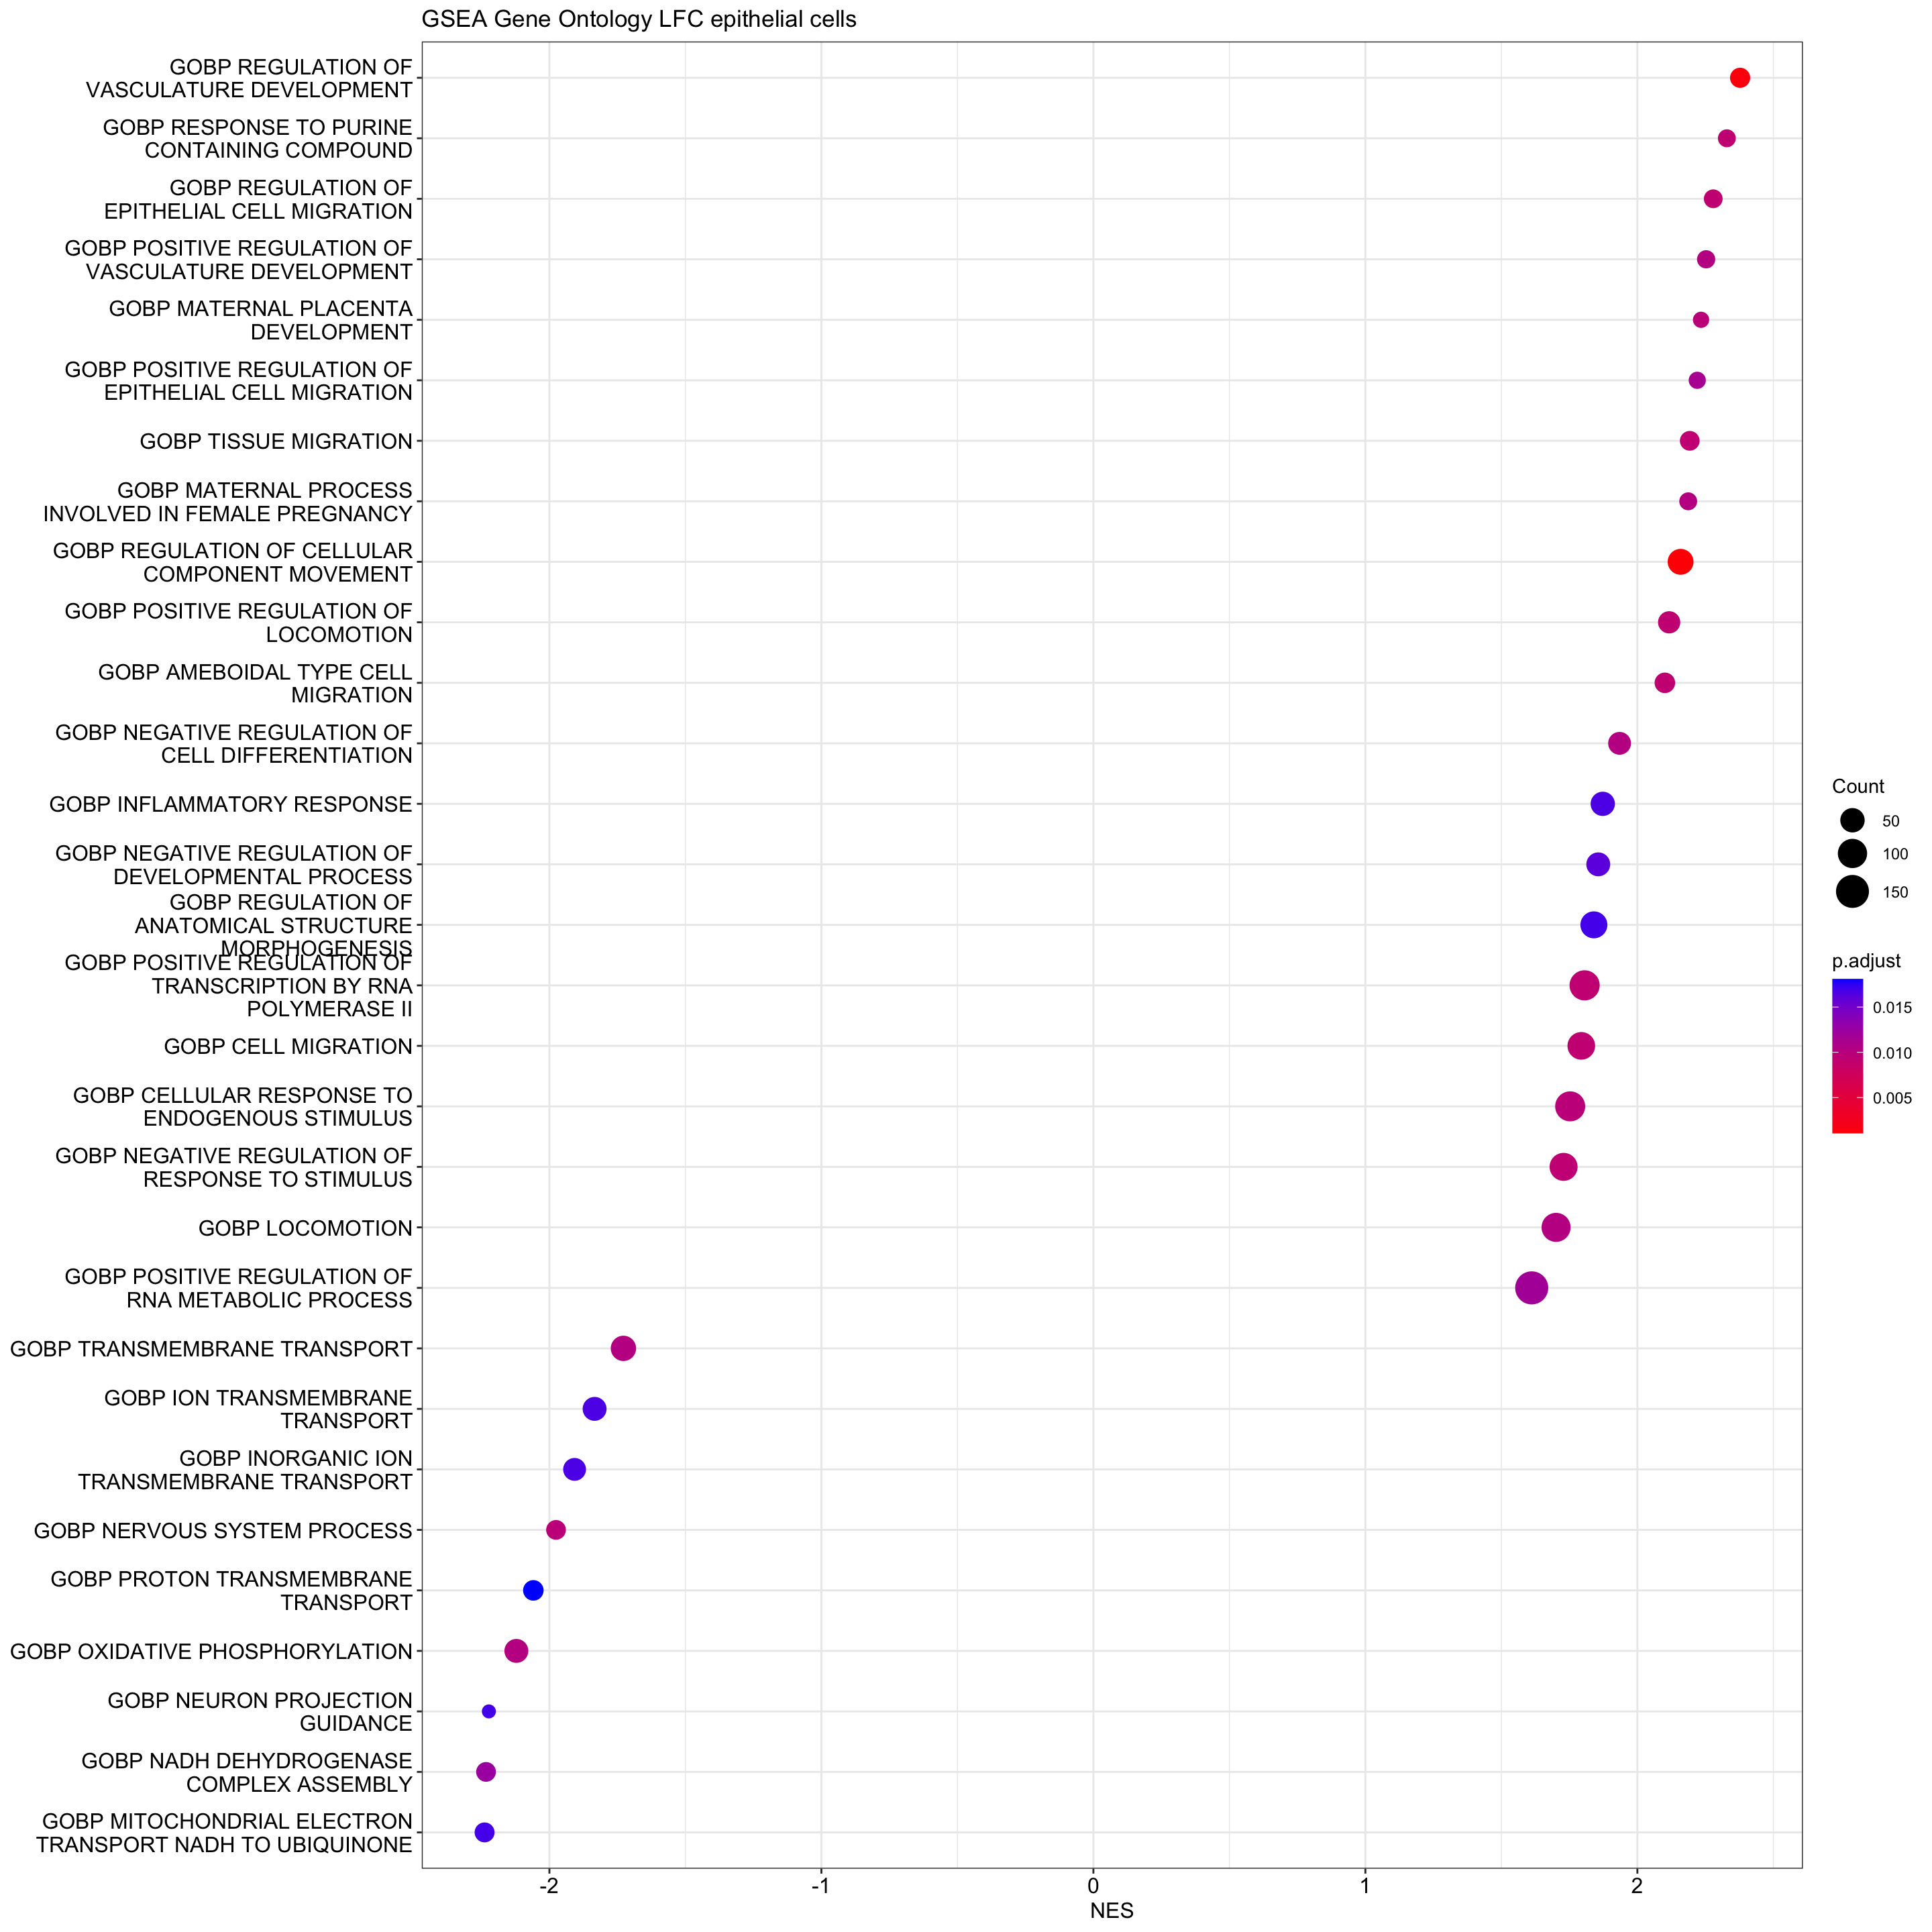 GSEA Gene Ontology LFC epithelial cells
GOBP REGULATION OF
VASCULATURE DEVELOPMENT
GOBP RESPONSE TO PURINE
CONTAINING COMPOUND
GOBP REGULATION OF
EPITHELIAL CELL MIGRATION
GOBP POSITIVE REGULATION OF
VASCULATURE DEVELOPMENT
GOBP MATERNAL PLACENTA
DEVELOPMENT
GOBP POSITIVE REGULATION OF
EPITHELIAL CELL MIGRATION
GOBP TISSUE MIGRATION
GOBP MATERNAL PROCESS
INVOLVED IN FEMALE PREGNANCY
GOBP REGULATION OF CELLULAR
COMPONENT MOVEMENT
GOBP POSITIVE REGULATION OF
LOCOMOTION
GOBP AMEBOIDAL TYPE CELL
MIGRATION
GOBP NEGATIVE REGULATION OF
CELL DIFFERENTIATION
GOBP INFLAMMATORY RESPONSE
GOBP NEGATIVE REGULATION OF
DEVELOPMENTAL PROCESS
GOBP REGULATION OF
ANATOMICAL STRUCTURE
MORPHOGENESIS
GOBP POSITIVE REGULATION OF
TRANSCRIPTION BY RNA
POLYMERASE II
GOBP CELL MIGRATION
GOBP CELLULAR RESPONSE TO
ENDOGENOUS STIMULUS
GOBP NEGATIVE REGULATION OF
RESPONSE TO STIMULUS
GOBP LOCOMOTION
GOBP POSITIVE REGULATION OF
RNA METABOLIC PROCESS
GOBP TRANSMEMBRANE TRANSPORT
GOBP ION TRANSMEMBRANE
TRANSPORT
GOBP INORGANIC ION
TRANSMEMBRANE TRANSPORT
GOBP NERVOUS SYSTEM PROCESS
GOBP PROTON TRANSMEMBRANE
TRANSPORT
GOBP OXIDATIVE PHOSPHORYLATION
GOBP NEURON PROJECTION
GUIDANCE
GOBP NADH DEHYDROGENASE
COMPLEX ASSEMBLY
GOBP MITOCHONDRIAL ELECTRON
TRANSPORT NADH TO UBIQUINONE
-2 -1 0 1 2
NES
Count
50
100
150
p.adjust
0.015
0.010
0.005